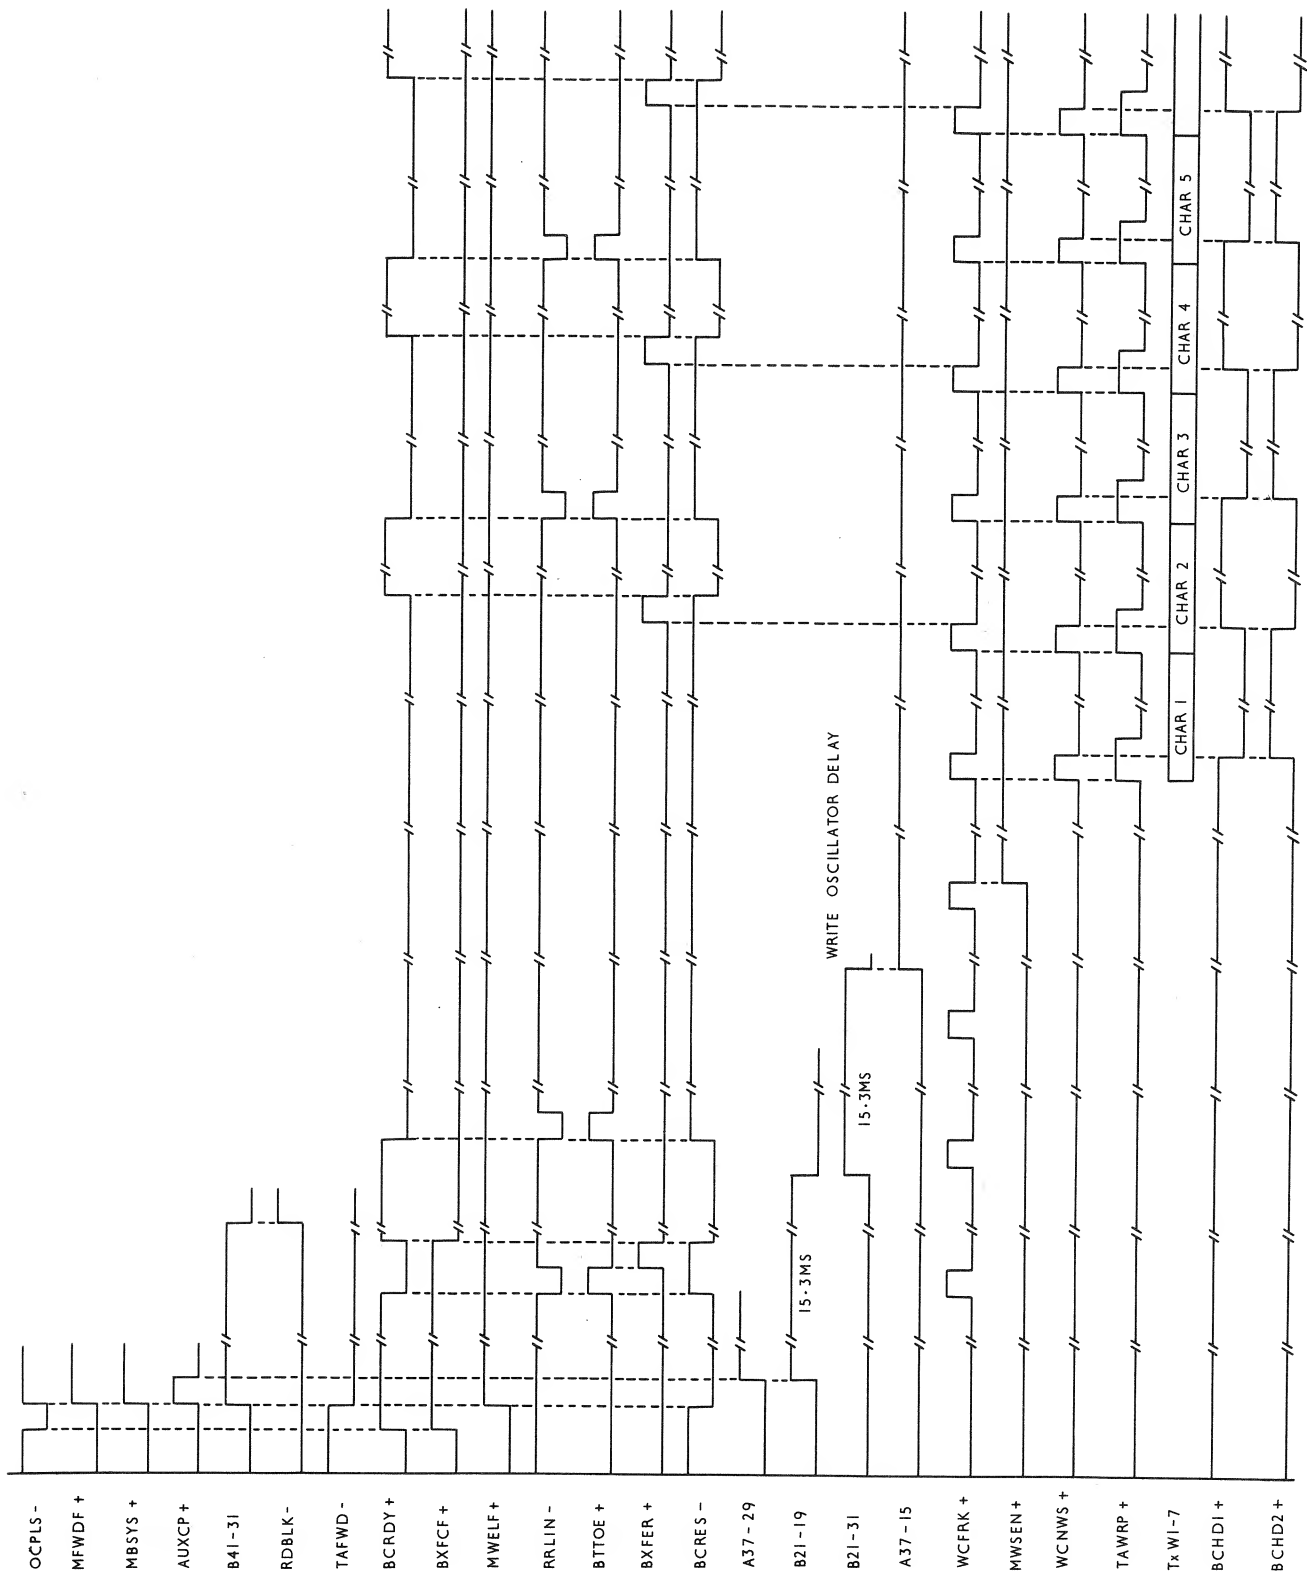 OCPLS-
MFWDF+
MBSYS+
AUXCP+
B41-31
RDBLK-
TAFWD-
BCRDY+
BXFCF+
MWELF+
RRLIN-
BTTOE+
BXFER+
BCRES-
A37-29
B21-19
B21-31
A37-15
WCFRK+
MWSEN+
WCNWS+
TAWRP+
TxW1-7
BCHD1+
BCHD2+
15·3MS
15·3MS
WRITE OSCILLATOR DELAY
CHAR 1
CHAR 2
CHAR 3
CHAR 4
CHAR 5